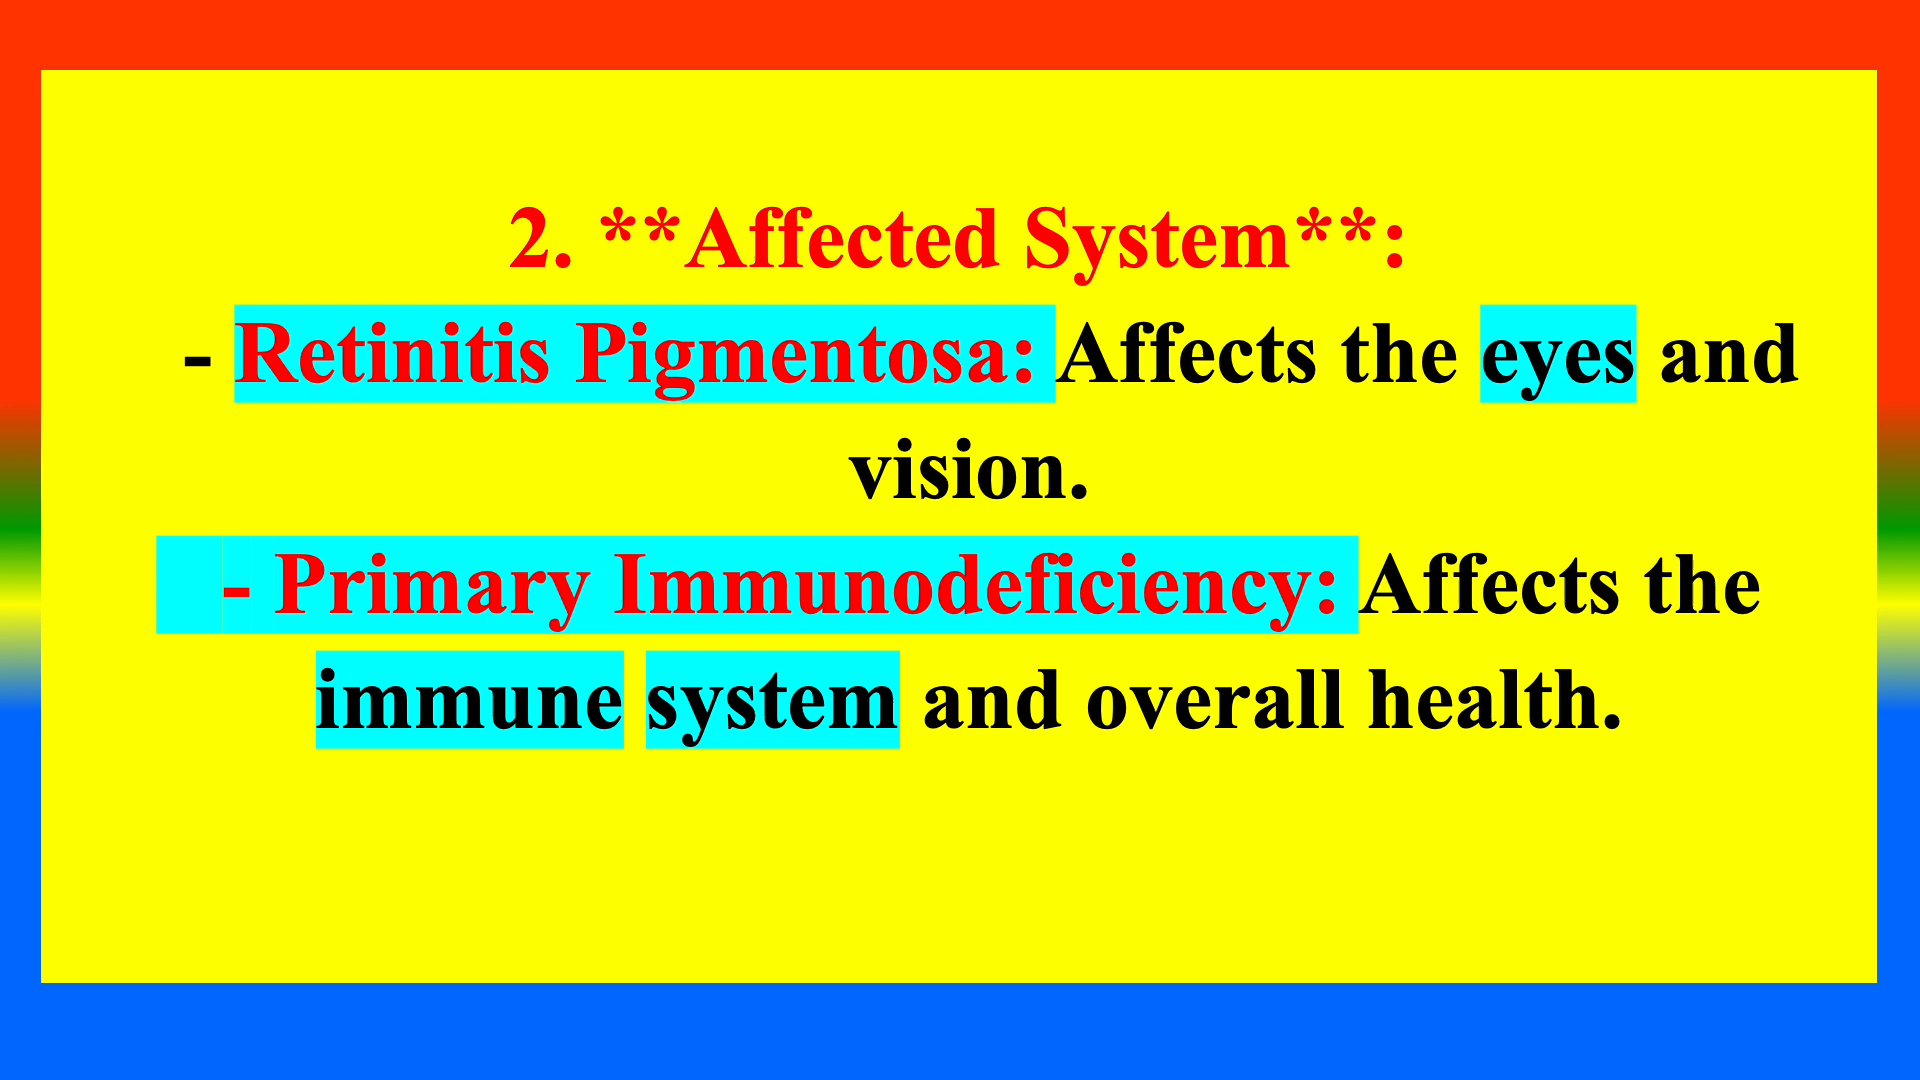 2. **Affected System**:
- Retinitis Pigmentosa: Affects the eyes and
vision.
- Primary Immunodeficiency: Affects the
immune system and overall health.